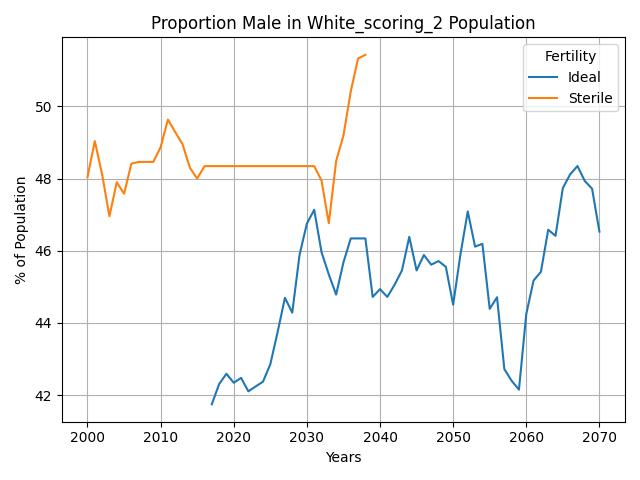 Proportion Male in White_scoring_2 Population
Fertility
Ideal
Sterile
% of Population
50
48
46
44
42
2000 2010 2020 2030 2040 2050 2060 2070
Years